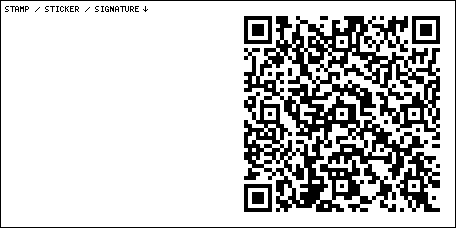 STAMP / STICKER / SIGNATURE ↓